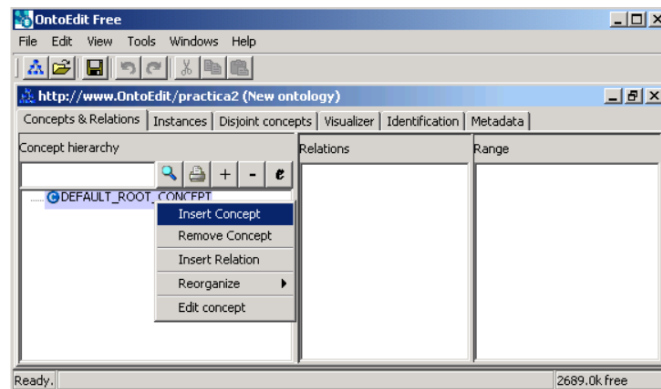 OntoEdit Free
File Edit View Tools Windows Help
http://www.OntoEdit/practica2 (New ontology)
Concepts & Relations Instances Disjoint concepts Visualizer Identification Metadata
Concept hierarchy Relations Range
DEFAULT_ROOT_CONCEPT
Insert Concept
Remove Concept
Insert Relation
Reorganize
Edit concept
Ready. 2689.0k free